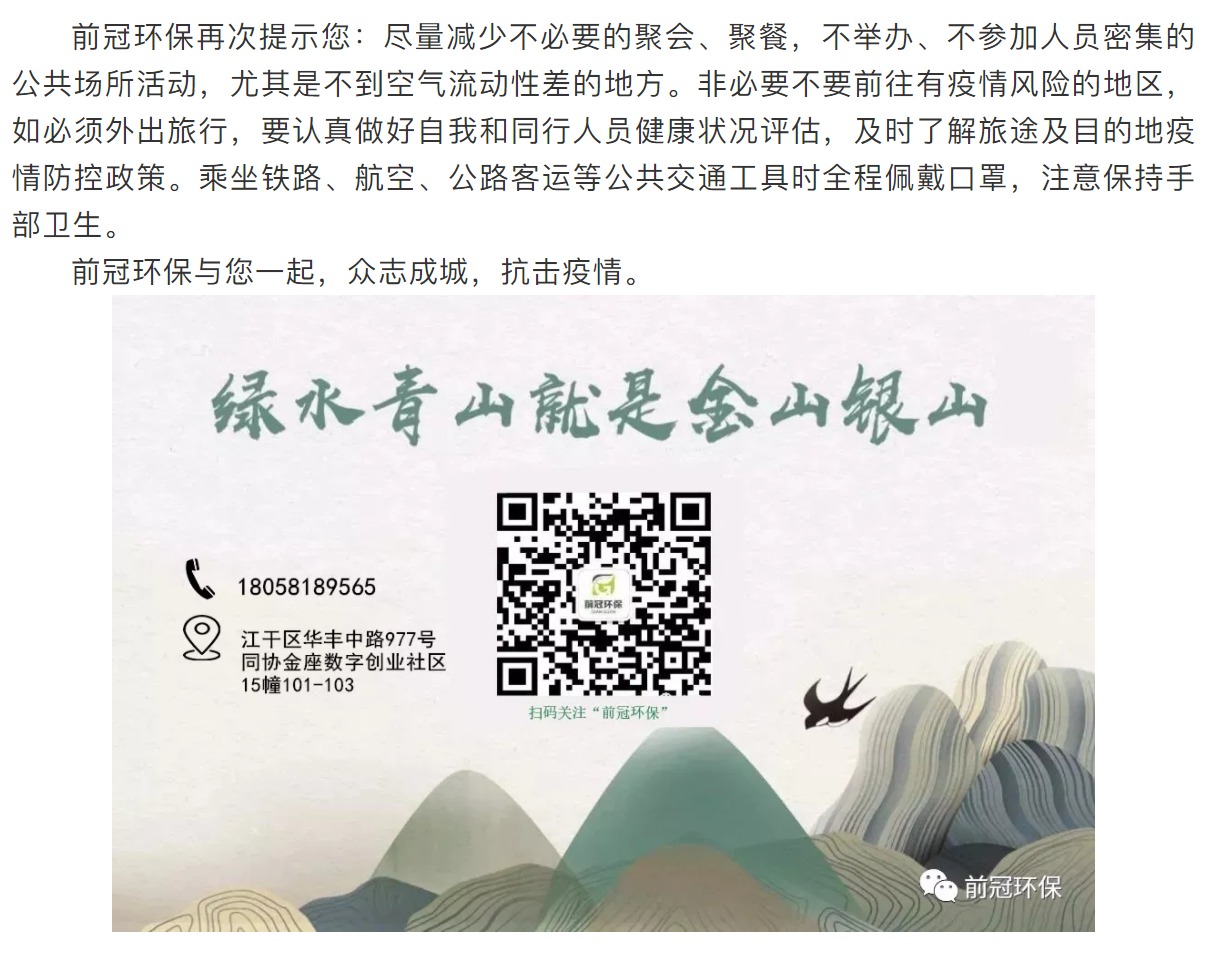 前冠环保再次提示您：尽量减少不必要的聚会、聚餐，不举办、不参加人员密集的
公共场所活动，尤其是不到空气流动性差的地方。非必要不要前往有疫情风险的地区，
如必须外出旅行，要认真做好自我和同行人员健康状况评估，及时了解旅途及目的地疫
情防控政策。乘坐铁路、航空、公路客运等公共交通工具时全程佩戴口罩，注意保持手
部卫生。
前冠环保与您一起，众志成城，抗击疫情。
绿水青山就是金山银山
18058189565
江干区华丰中路977号
同协金座数字创业社区
15幢101-103
前冠环保
扫码关注“前冠环保”
前冠环保